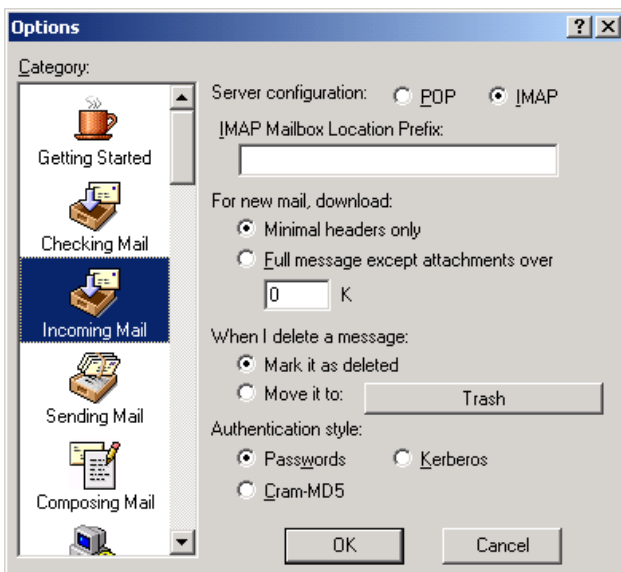 Options
Category:
Getting Started
Checking Mail
Incoming Mail
Sending Mail
Composing Mail
Server configuration: POP IMAP
IMAP Mailbox Location Prefix:
For new mail, download:
Minimal headers only
Full message except attachments over
0 K
When I delete a message:
Mark it as deleted
Move it to: Trash
Authentication style:
Passwords Kerberos
Cram-MD5
OK Cancel